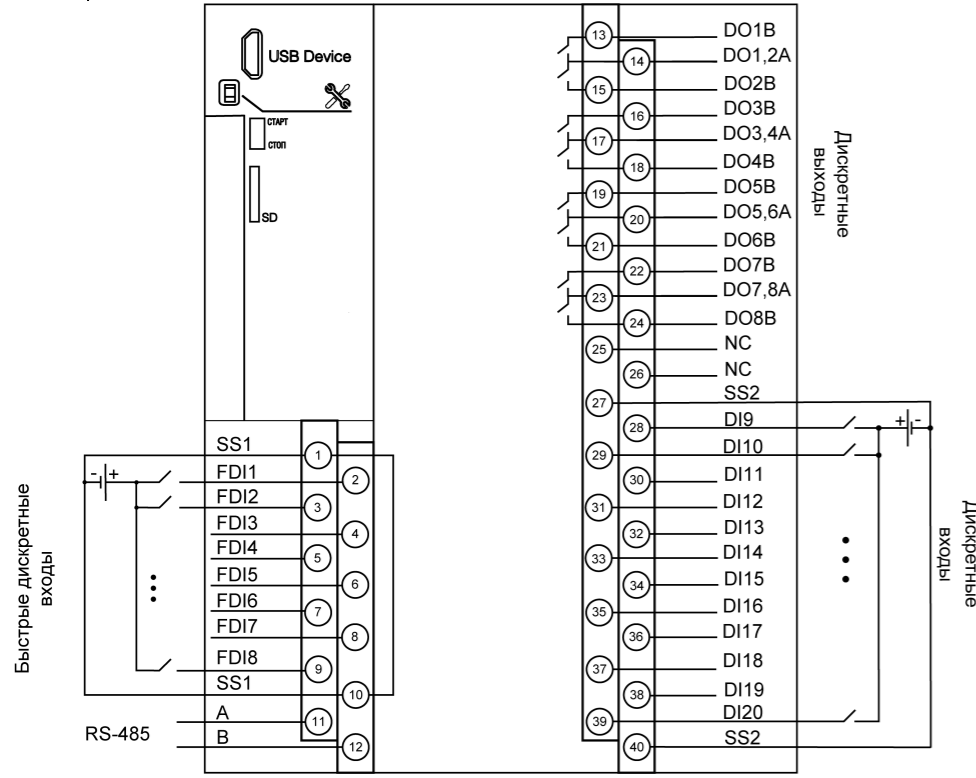 USB Device
СТАРТ
СТОП
SD
13 DO1B
14 DO1,2A
15 DO2B
16 DO3B
17 DO3,4A
18 DO4B
19 DO5B
20 DO5,6A
21 DO6B
22 DO7B
23 DO7,8A
24 DO8B
25 NC
26 NC
27 SS2
28 DI9
29 DI10
30 DI11
31 DI12
32 DI13
33 DI14
34 DI15
35 DI16
36 DI17
37 DI18
38 DI19
39 DI20
40 SS2
+ -
Дискретные
выходы
Дискретные
входы
SS1 1
FDI1 2
FDI2 3
FDI3 4
FDI4 5
FDI5 6
FDI6 7
FDI7 8
FDI8 9
SS1 10
A 11
B 12
- +
RS-485
Быстрые дискретные
входы